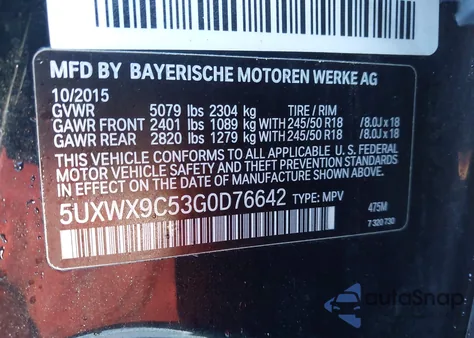 MFD BY BAYERISCHE MOTOREN WERKE AG
10/2015
GVWR 5079 lbs 2304 kg TIRE / RIM
GAWR FRONT 2401 lbs 1089 kg WITH 245/50 R18 /8.0J x 18
GAWR REAR 2820 lbs 1279 kg WITH 245/50 R18 /8.0J x 18
THIS VEHICLE CONFORMS TO ALL APPLICABLE U.S. FEDERAL
MOTOR VEHICLE SAFETY AND THEFT PREVENTION STANDARDS
IN EFFECT ON THE DATE OF MANUFACTURE SHOWN ABOVE.
5UXWX9C53G0D76642 TYPE: MPV
475M
7 320 730
autoSnap